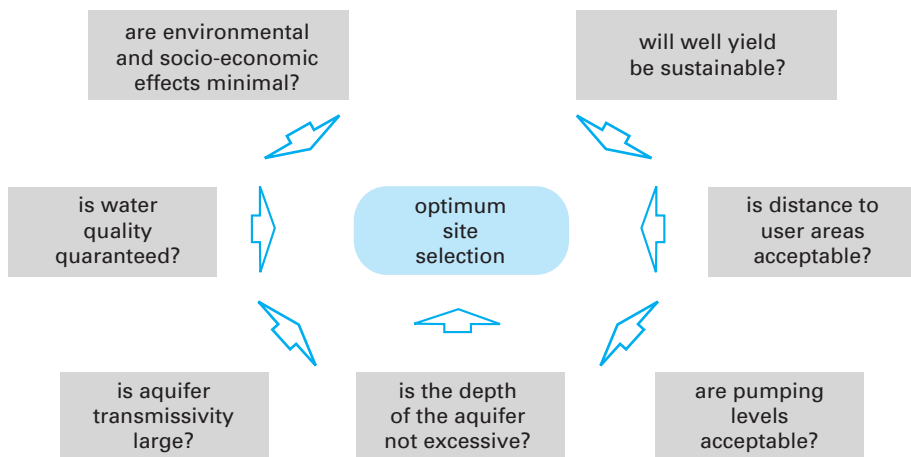 are environmental
and socio-economic
effects minimal?
will well yield
be sustainable?
is water
quality
quaranteed?
optimum
site
selection
is distance to
user areas
acceptable?
is aquifer
transmissivity
large?
is the depth
of the aquifer
not excessive?
are pumping
levels
acceptable?